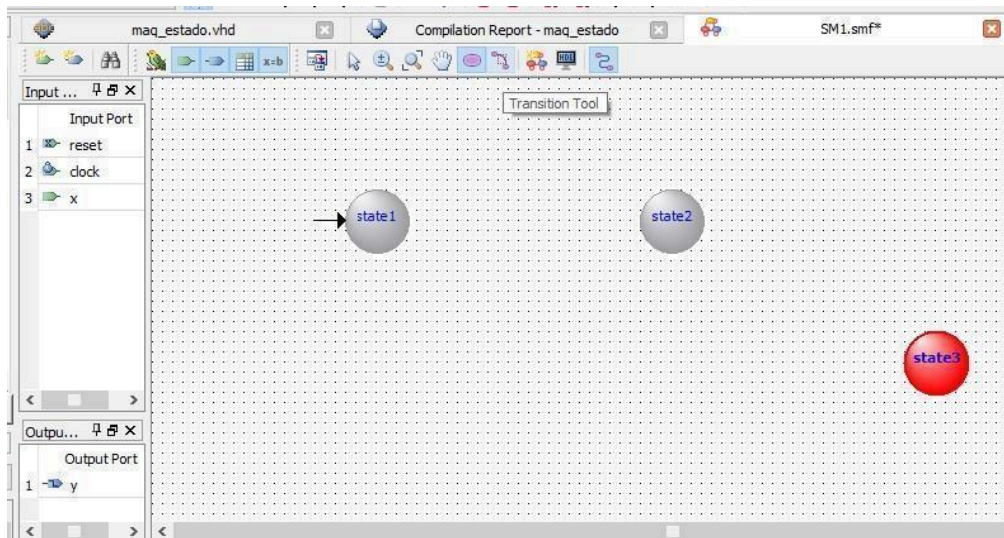 maq_estado.vhd
Compilation Report - maq_estado
SM1.smf*
x=b
HDL
Transition Tool
Input ...
Input Port
1 reset
2 clock
3 x
state1
state2
state3
Outpu...
Output Port
1 y